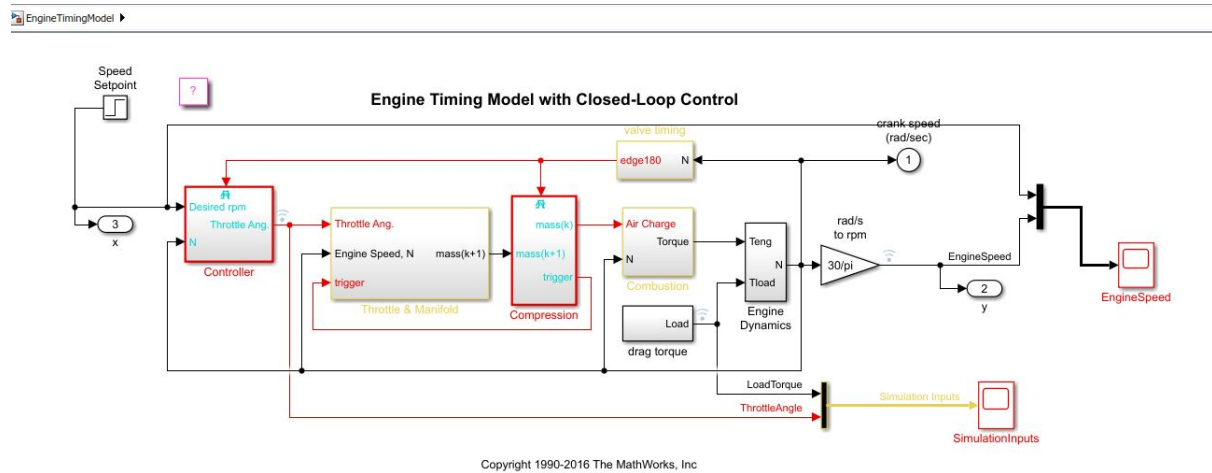 EngineTimingModel
Speed
Setpoint
?
Engine Timing Model with Closed-Loop Control
valve timing
edge180
N
crank speed
(rad/sec)
1
3
x
Desired rpm
Throttle Ang.
N
Controller
Throttle Ang.
Engine Speed, N
mass(k+1)
trigger
Throttle & Manifold
mass(k)
mass(k+1)
trigger
Compression
Air Charge
Torque
N
Combustion
Load
drag torque
Teng
N
Tload
Engine
Dynamics
rad/s
to rpm
30/pi
EngineSpeed
2
y
EngineSpeed
LoadTorque
ThrottleAngle
Simulation Inputs
SimulationInputs
Copyright 1990-2016 The MathWorks, Inc